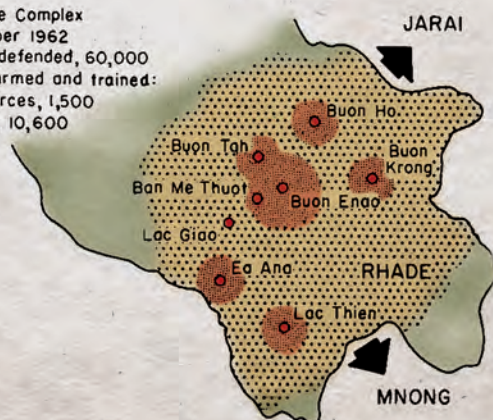 e Complex
ber 1962
defended, 60,000
armed and trained:
rces, 1,500
10,600
JARAI
Buon Ho
Buon Tah
Buon
Krong
Ban Me Thuot
Buon Enao
Lac Giao
Ea Ana
RHADE
Lac Thien
MNONG